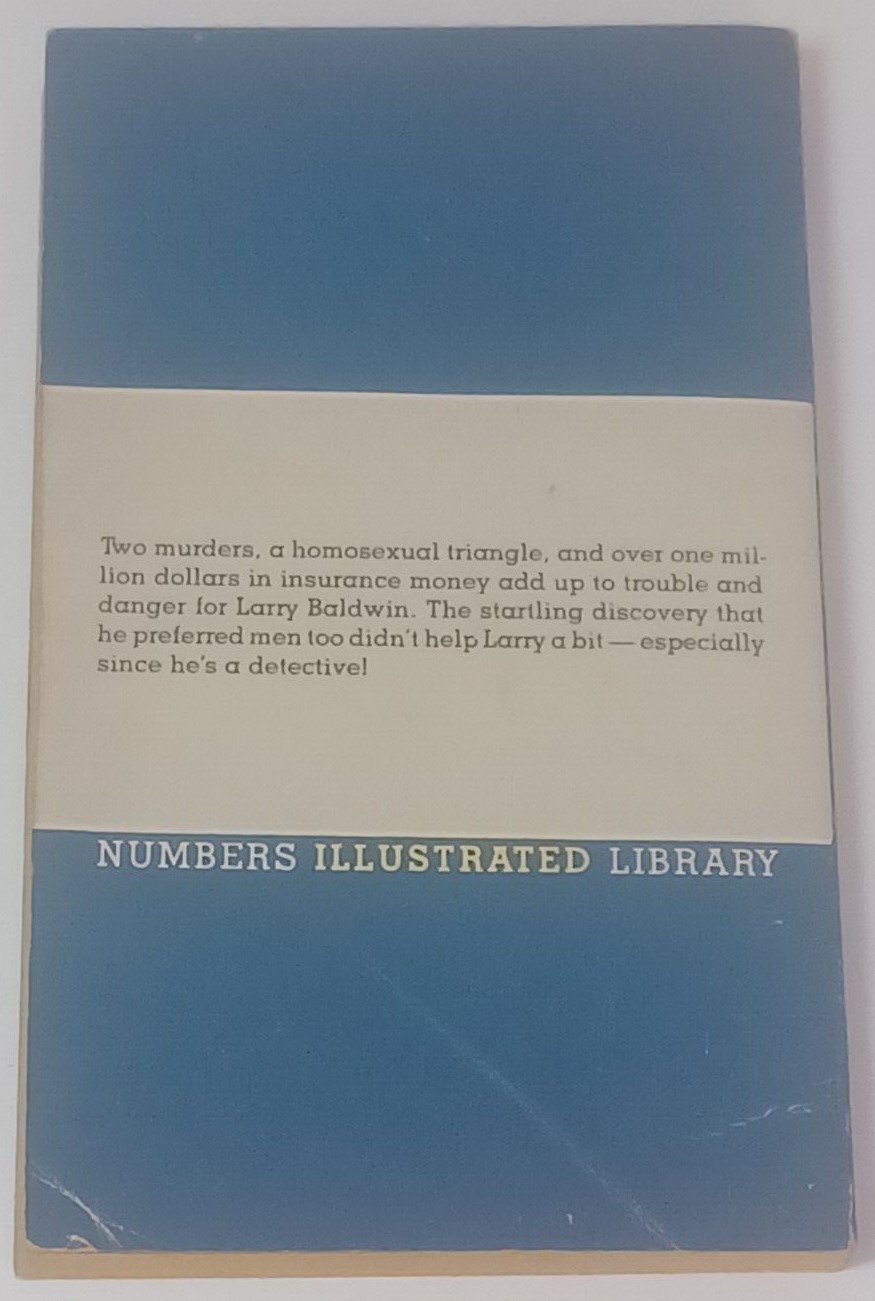 Two murders, a homosexual triangle, and over one mil-
lion dollars in insurance money add up to trouble and
danger for Larry Baldwin. The startling discovery that
he preferred men too didn't help Larry a bit — especially
since he's a detective!
NUMBERS ILLUSTRATED LIBRARY